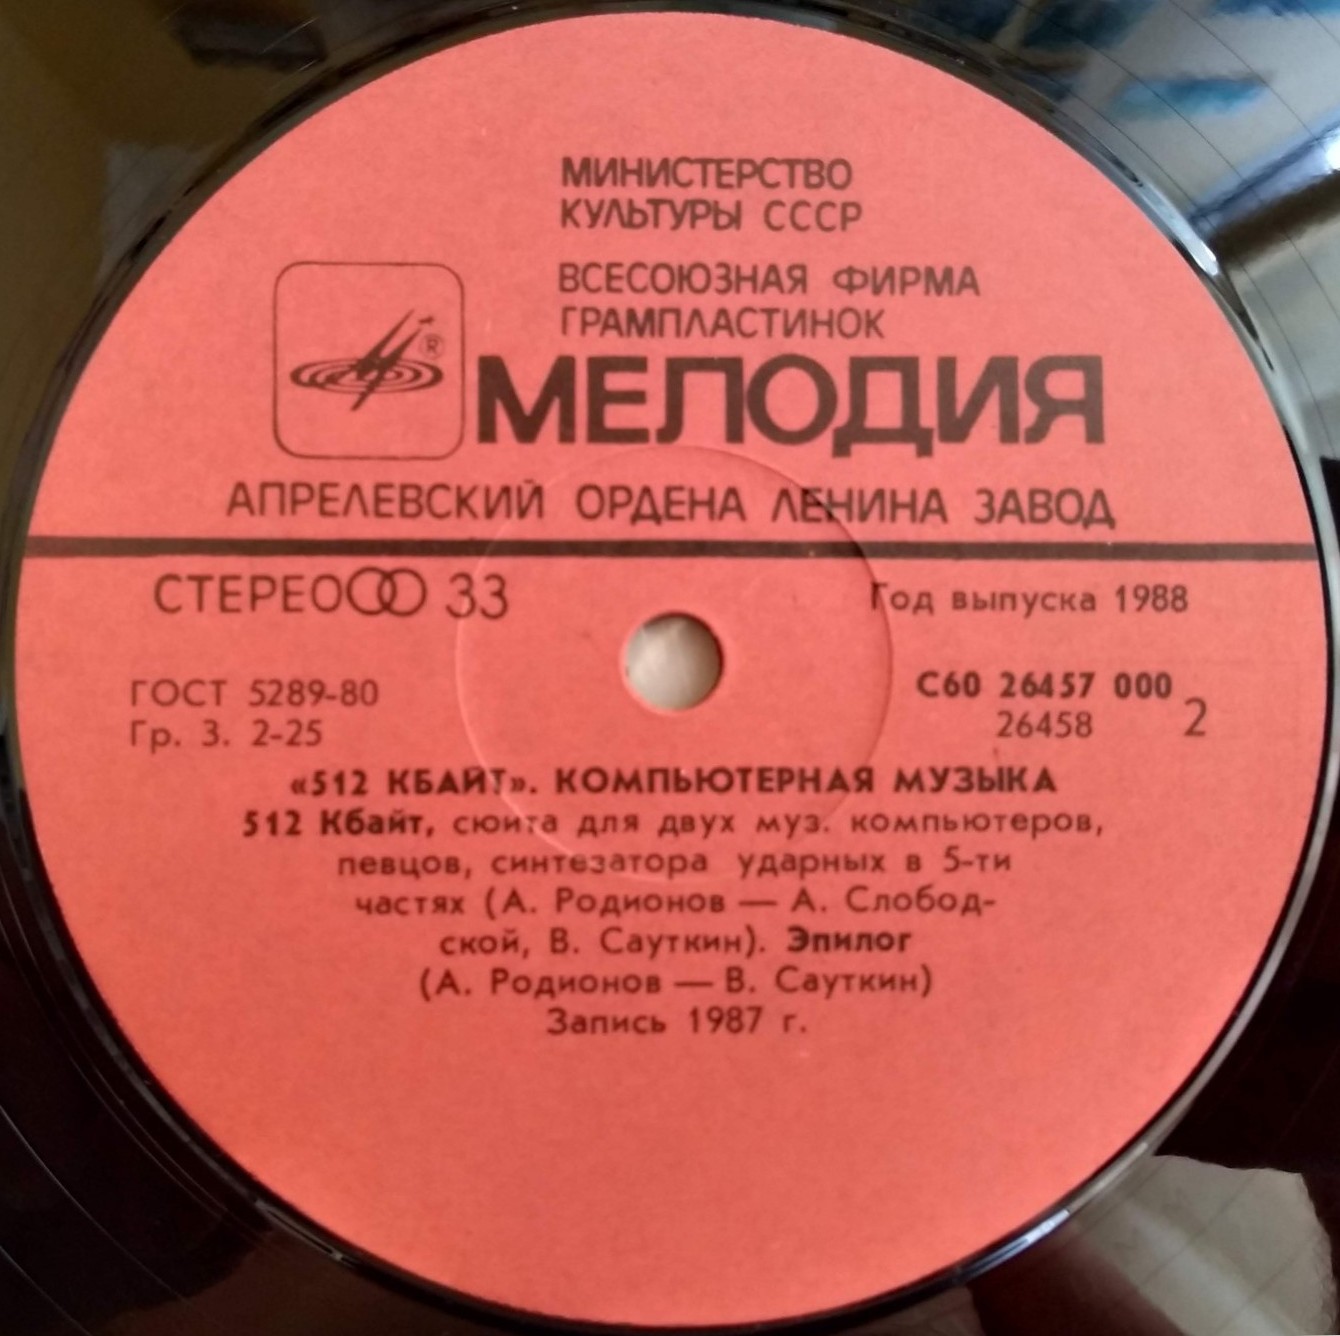 МИНИСТЕРСТВО
КУЛЬТУРЫ СССР
ВСЕСОЮЗНАЯ ФИРМА
ГРАМПЛАСТИНОК
®
МЕЛОДИЯ
АПРЕЛЕВСКИЙ ОРДЕНА ЛЕНИНА ЗАВОД
СТЕРЕО 33
Год выпуска 1988
ГОСТ 5289-80
Гр. 3. 2-25
С60 26457 000
26458 2
«512 КБАЙТ». КОМПЬЮТЕРНАЯ МУЗЫКА
512 Кбайт, сюита для двух муз. компьютеров,
певцов, синтезатора ударных в 5-ти
частях (А. Родионов — А. Слобод-
ской, В. Сауткин). Эпилог
(А. Родионов — В. Сауткин)
Запись 1987 г.